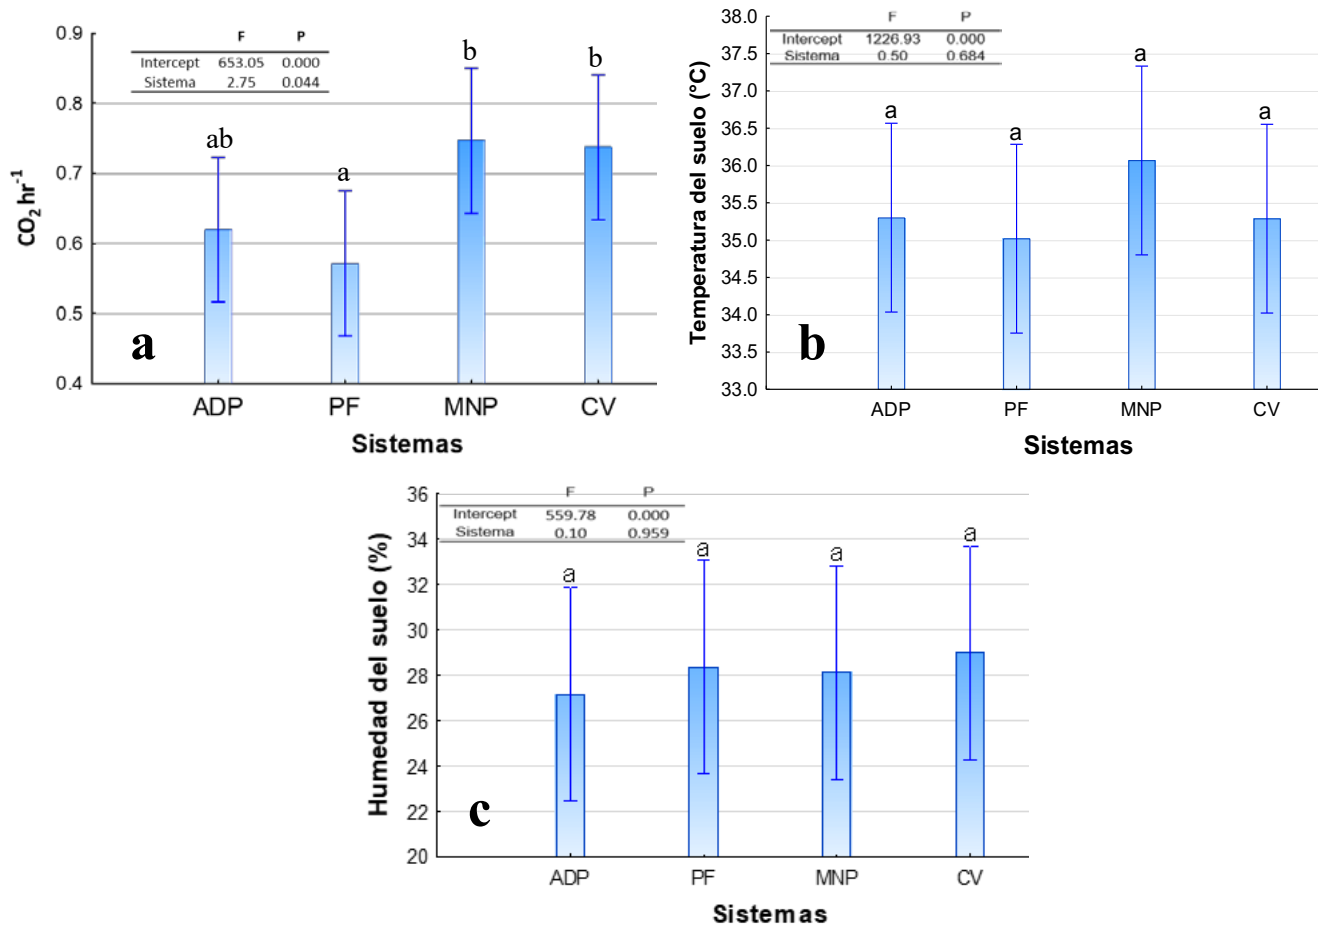 F P
Intercept 653.05 0.000
Sistema 2.75 0.044
0.9
0.8
0.7
0.6
0.5
0.4
CO2 hr-1
ab
a
b
b
a
ADP PF MNP CV
Sistemas
F P
Intercept 1226.93 0.000
Sistema 0.50 0.684
38.0
37.5
37.0
36.5
36.0
35.5
35.0
34.5
34.0
33.5
33.0
Temperatura del suelo (°C)
a
a
a
a
b
ADP PF MNP CV
Sistemas
F P
Intercept 559.78 0.000
Sistema 0.10 0.959
36
34
32
30
28
26
24
22
20
Humedad del suelo (%)
a
a
a
a
c
ADP PF MNP CV
Sistemas